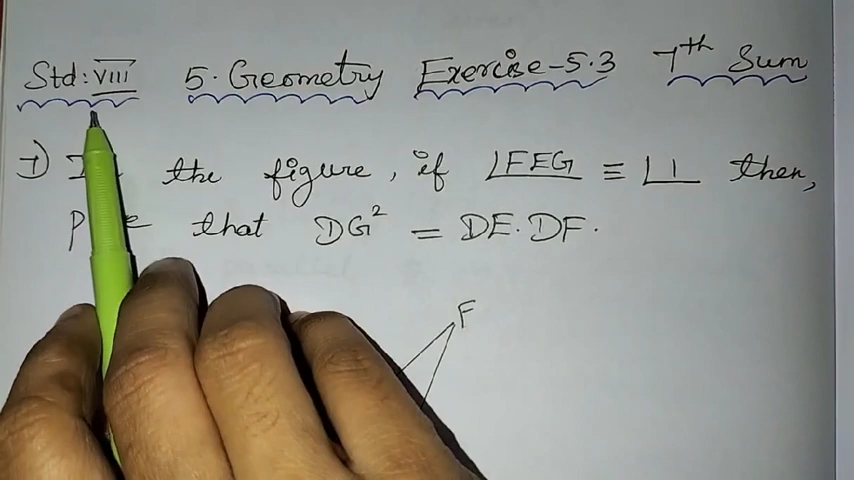 Std: VIII 5. Geometry Exercise-5.3 7th Sum
7) the figure, if ∠FEG ≡ ∠1 then,
that DG² = DE. DF.
F